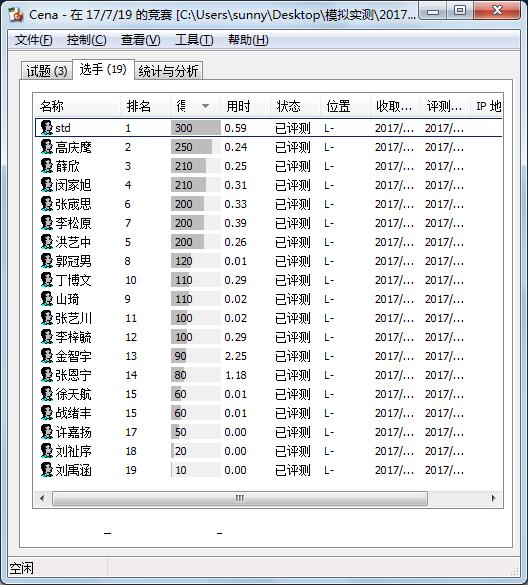 Cena - 在 17/7/19 的竞赛 [C:\Users\sunny\Desktop\模拟实测\2017...
文件(F) 控制(C) 查看(V) 工具(T) 帮助(H)
试题 (3) 选手 (19) 统计与分析
名称 排名 用时 状态 位置 收取... 评测... IP 地
std 1 300 0.59 已评测 L- 2017/... 2017/...
高庆麾 2 250 0.24 已评测 L- 2017/... 2017/...
薛欣 3 210 0.25 已评测 L- 2017/... 2017/...
闵家旭 4 210 0.31 已评测 L- 2017/... 2017/...
张宬思 6 200 0.33 已评测 L- 2017/... 2017/...
李松原 7 200 0.39 已评测 L- 2017/... 2017/...
洪艺中 5 200 0.26 已评测 L- 2017/... 2017/...
郭冠男 8 120 0.01 已评测 L- 2017/... 2017/...
丁博文 10 110 0.29 已评测 L- 2017/... 2017/...
山琦 9 110 0.02 已评测 L- 2017/... 2017/...
张艺川 11 100 0.02 已评测 L- 2017/... 2017/...
李梓毓 12 100 0.29 已评测 L- 2017/... 2017/...
金智宇 13 90 2.25 已评测 L- 2017/... 2017/...
张恩宁 14 80 1.18 已评测 L- 2017/... 2017/...
徐天航 15 60 0.01 已评测 L- 2017/... 2017/...
战绪丰 15 60 0.01 已评测 L- 2017/... 2017/...
许嘉扬 17 50 0.00 已评测 L- 2017/... 2017/...
刘祉序 18 20 0.00 已评测 L- 2017/... 2017/...
刘禹涵 19 10 0.00 已评测 L- 2017/... 2017/...
空闲